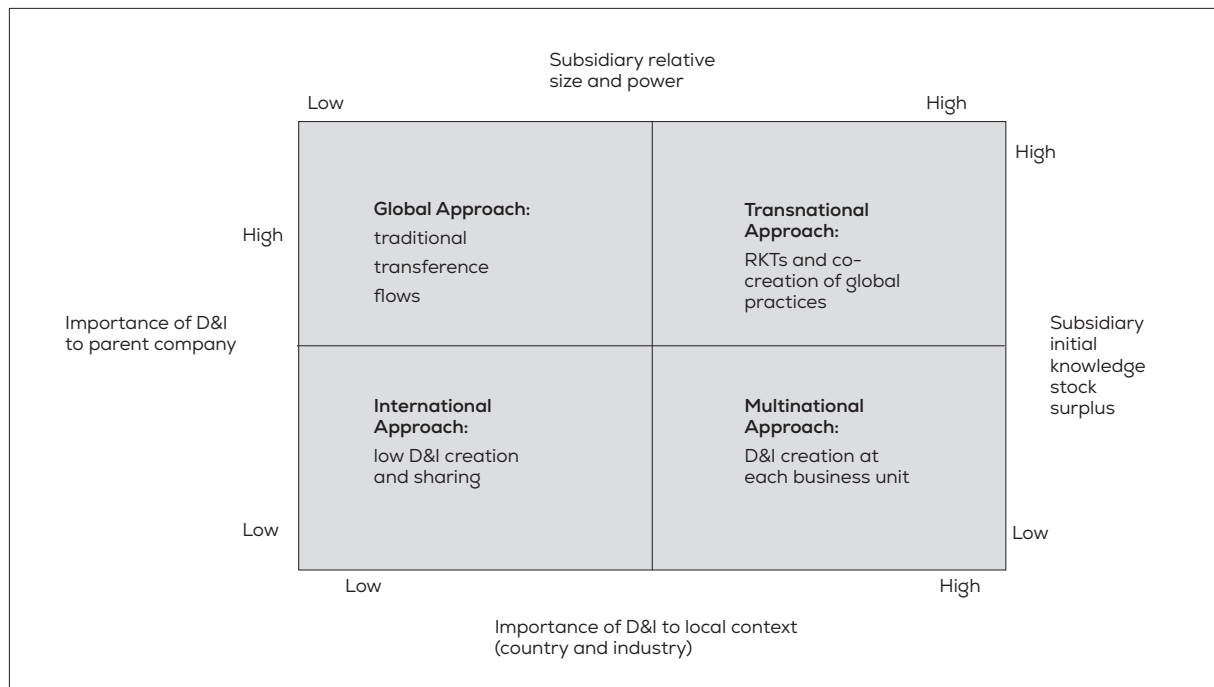 Subsidiary relative
size and power
Low
High
High
Global Approach:
traditional
transference
flows
Transnational
Approach:
RKTs and co-
creation of global
practices
High
Importance of D&I
to parent company
Subsidiary
initial
knowledge
stock
surplus
International
Approach:
low D&I creation
and sharing
Multinational
Approach:
D&I creation at
each business unit
Low
Low
Low
High
Importance of D&I to local context
(country and industry)